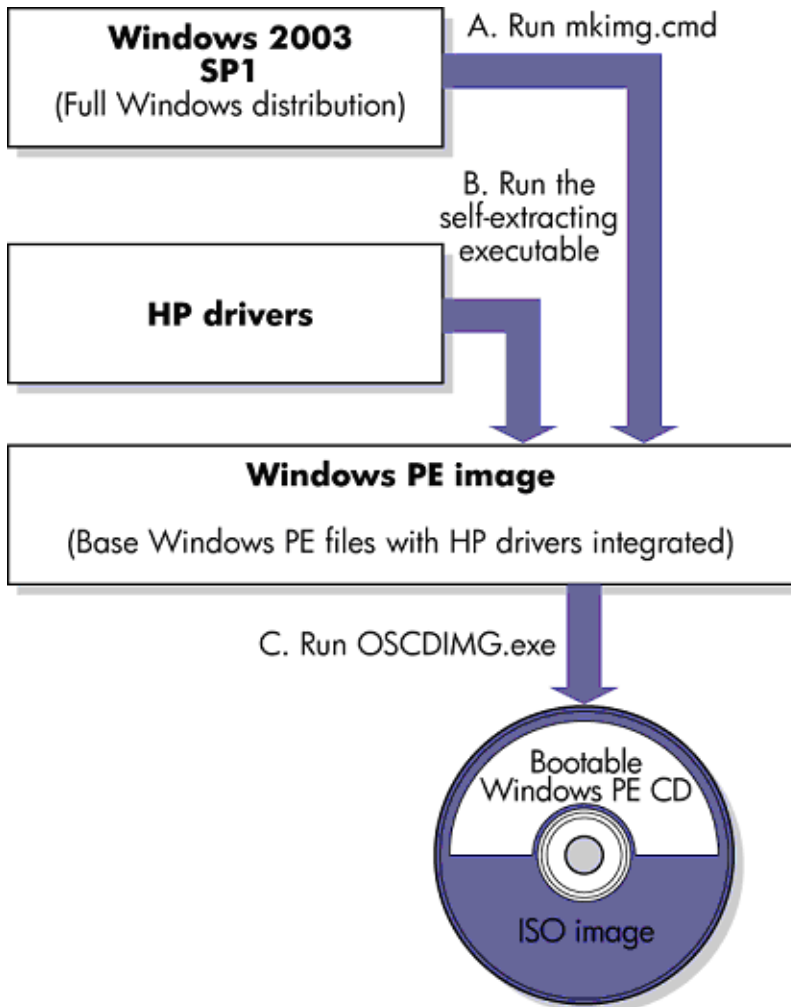 Windows 2003
SP1
(Full Windows distribution)
A. Run mkimg.cmd
B. Run the
self-extracting
executable
HP drivers
Windows PE image
(Base Windows PE files with HP drivers integrated)
C. Run OSCDIMG.exe
Bootable
Windows PE CD
ISO image